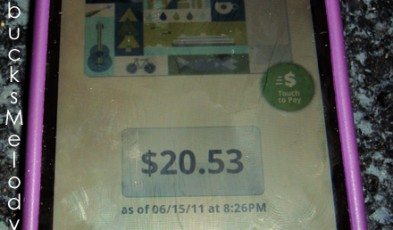 bucksMelody
$
Touch
to Pay
$20.53
as of 06/15/11 at 8:26PM